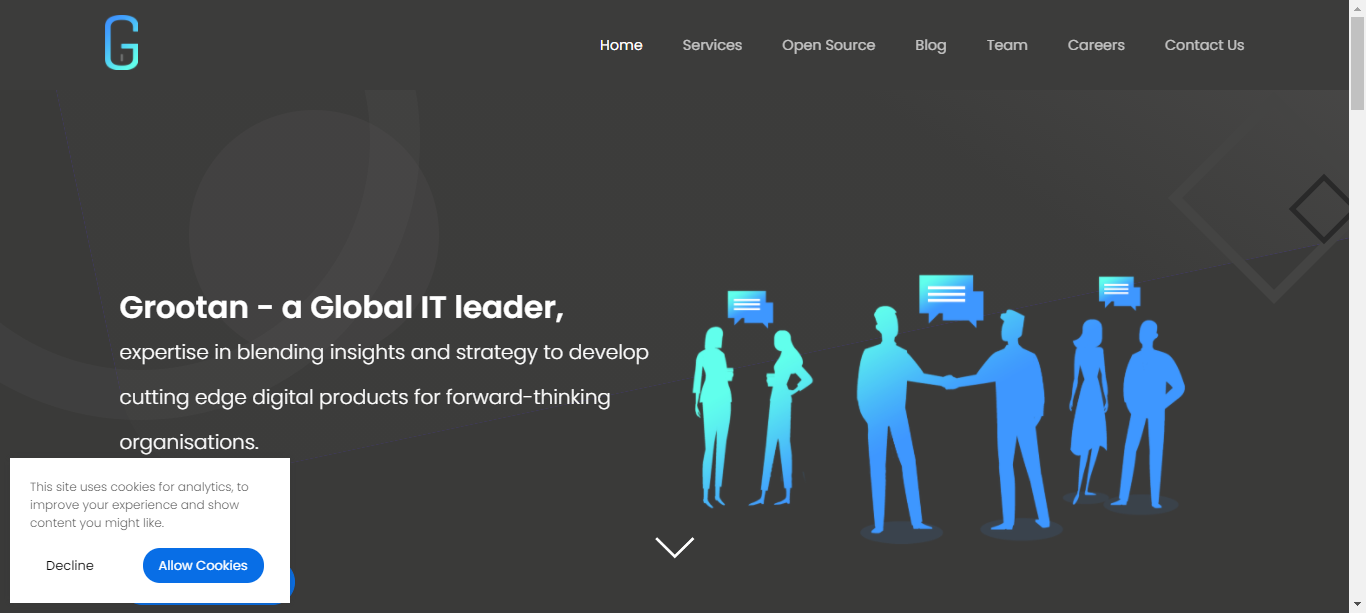 G
Home Services Open Source Blog Team Careers Contact Us
Grootan - a Global IT leader,
expertise in blending insights and strategy to develop
cutting edge digital products for forward-thinking
organisations.
This site uses cookies for analytics, to
improve your experience and show
content you might like.
Decline Allow Cookies